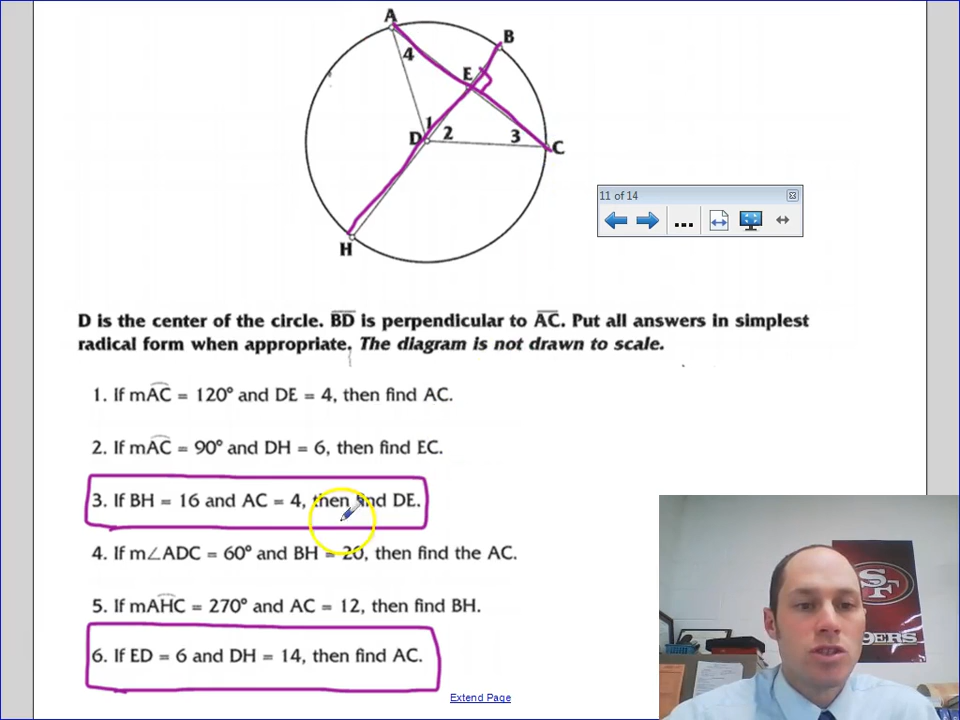 A
B
4
E
1
D
2
3
C
H
11 of 14
...
D is the center of the circle. BD is perpendicular to AC. Put all answers in simplest
radical form when appropriate. The diagram is not drawn to scale.
1. If mAC = 120° and DE = 4, then find AC.
2. If mAC = 90° and DH = 6, then find EC.
3. If BH = 16 and AC = 4, then find DE.
4. If m∠ADC = 60° and BH = 20, then find the AC.
5. If mAHC = 270° and AC = 12, then find BH.
6. If ED = 6 and DH = 14, then find AC.
SF
49ERS
Extend Page